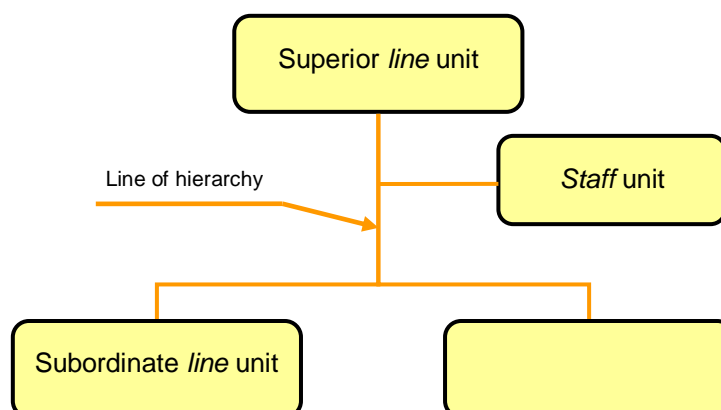 Superior line unit
Line of hierarchy
Staff unit
Subordinate line unit